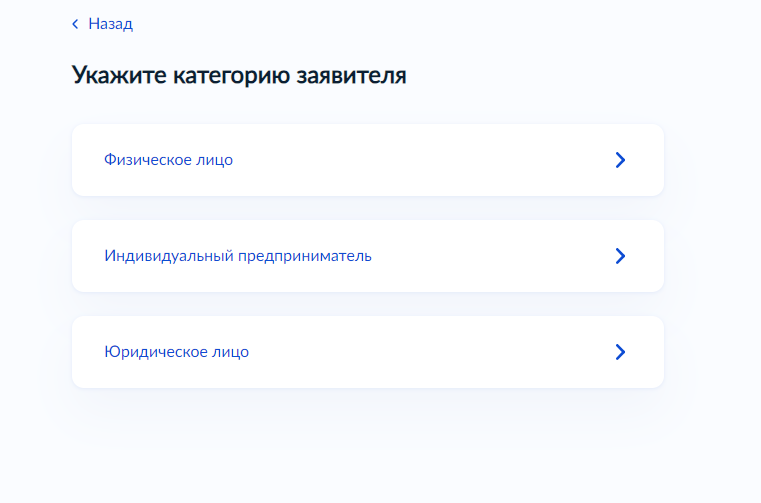 Назад
Укажите категорию заявителя
Физическое лицо
Индивидуальный предприниматель
Юридическое лицо